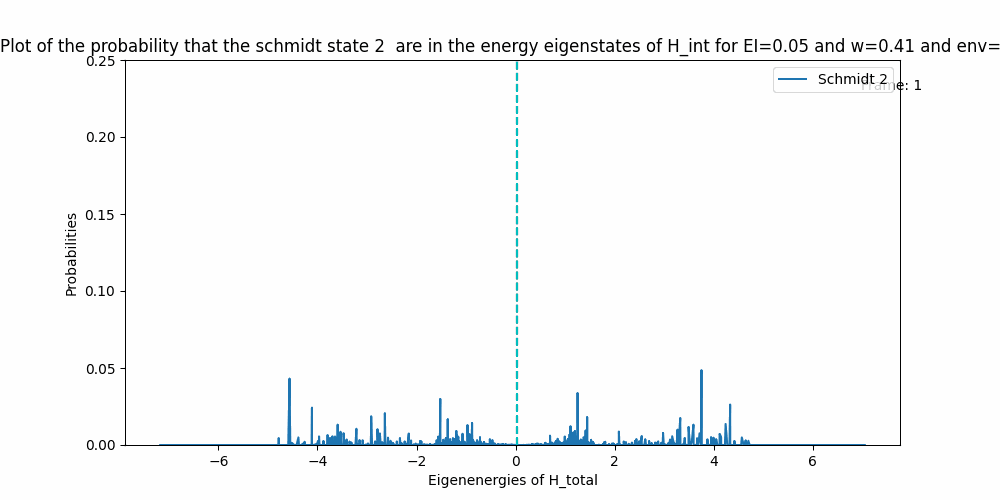 Plot of the probability that the schmidt state 2  are in the energy eigenstates of H_int for EI=0.05 and w=0.41 and env=
0.25
Schmidt 2
Frame: 1
0.20
0.15
Probabilities
0.10
0.05
0.00
−6 −4 −2 0 2 4 6
Eigenenergies of H_total